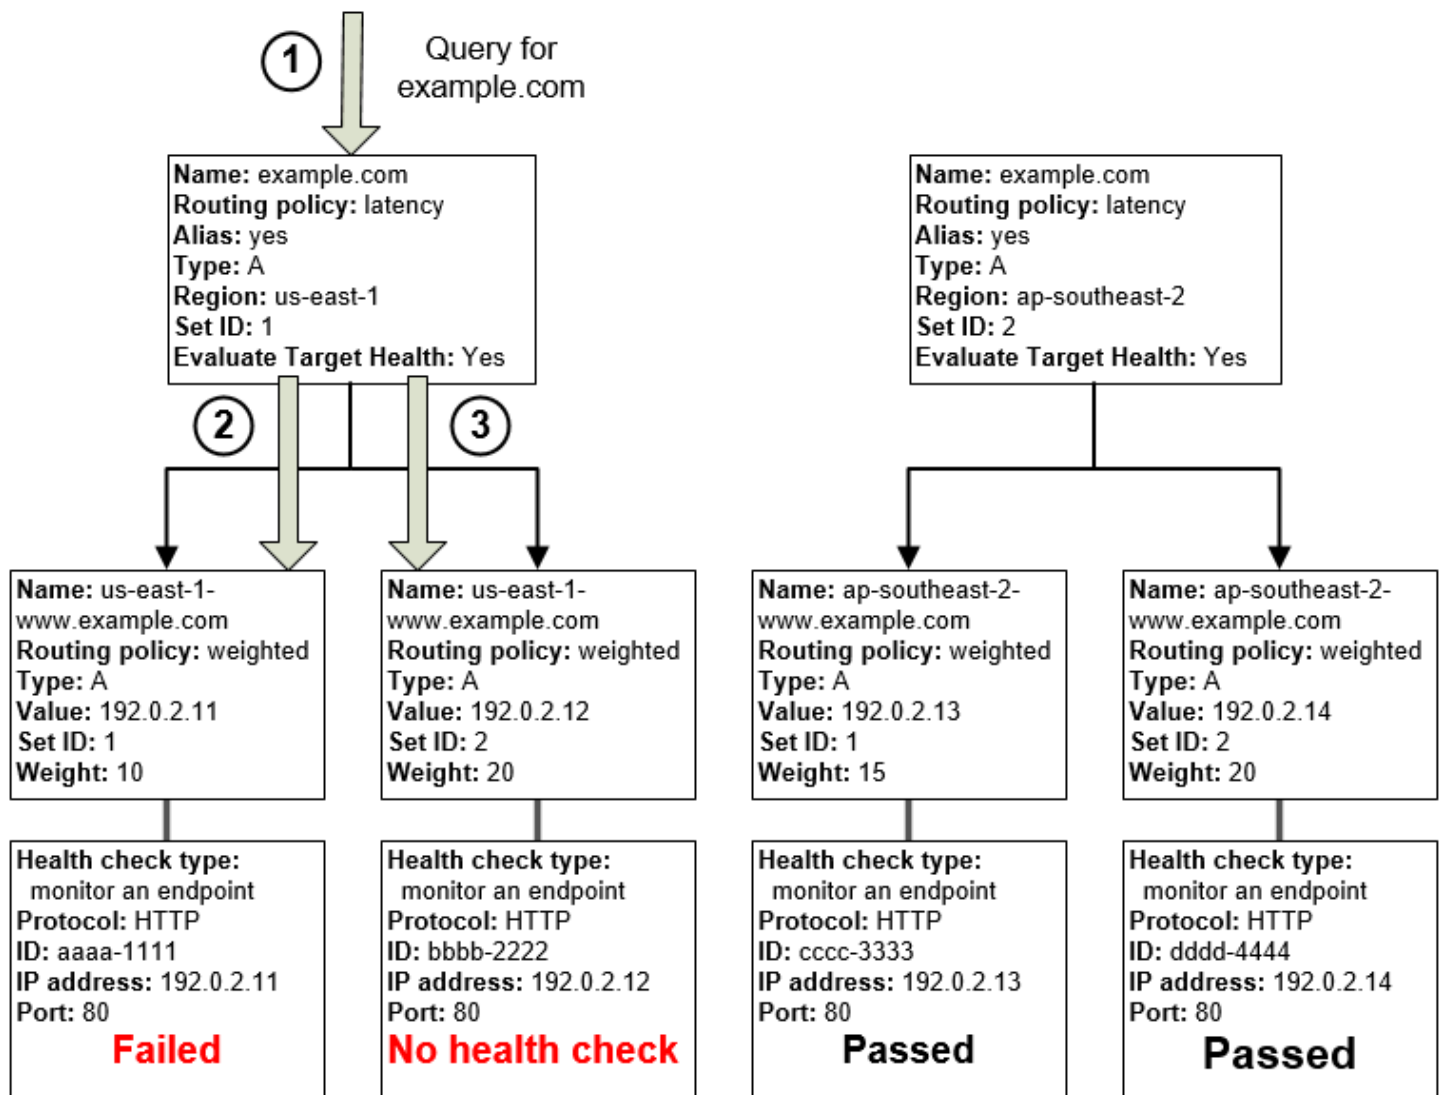 1
Query for
example.com
Name: example.com
Routing policy: latency
Alias: yes
Type: A
Region: us-east-1
Set ID: 1
Evaluate Target Health: Yes
Name: example.com
Routing policy: latency
Alias: yes
Type: A
Region: ap-southeast-2
Set ID: 2
Evaluate Target Health: Yes
2
3
Name: us-east-1-
www.example.com
Routing policy: weighted
Type: A
Value: 192.0.2.11
Set ID: 1
Weight: 10
Name: us-east-1-
www.example.com
Routing policy: weighted
Type: A
Value: 192.0.2.12
Set ID: 2
Weight: 20
Name: ap-southeast-2-
www.example.com
Routing policy: weighted
Type: A
Value: 192.0.2.13
Set ID: 1
Weight: 15
Name: ap-southeast-2-
www.example.com
Routing policy: weighted
Type: A
Value: 192.0.2.14
Set ID: 2
Weight: 20
Health check type:
monitor an endpoint
Protocol: HTTP
ID: aaaa-1111
IP address: 192.0.2.11
Port: 80
Failed
Health check type:
monitor an endpoint
Protocol: HTTP
ID: bbbb-2222
IP address: 192.0.2.12
Port: 80
No health check
Health check type:
monitor an endpoint
Protocol: HTTP
ID: cccc-3333
IP address: 192.0.2.13
Port: 80
Passed
Health check type:
monitor an endpoint
Protocol: HTTP
ID: dddd-4444
IP address: 192.0.2.14
Port: 80
Passed